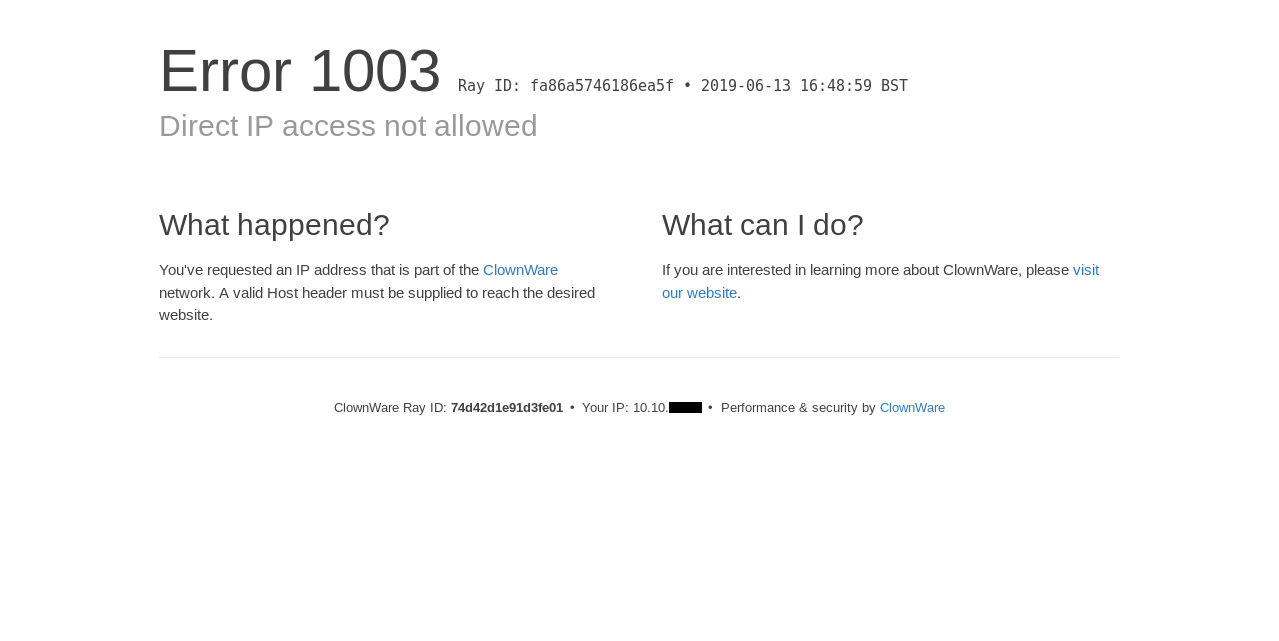 Error 1003 Ray ID: fa86a5746186ea5f • 2019-06-13 16:48:59 BST
Direct IP access not allowed
What happened?
You've requested an IP address that is part of the ClownWare
network. A valid Host header must be supplied to reach the desired
website.
What can I do?
If you are interested in learning more about ClownWare, please visit
our website.
ClownWare Ray ID: 74d42d1e91d3fe01 • Your IP: 10.10. • Performance & security by ClownWare